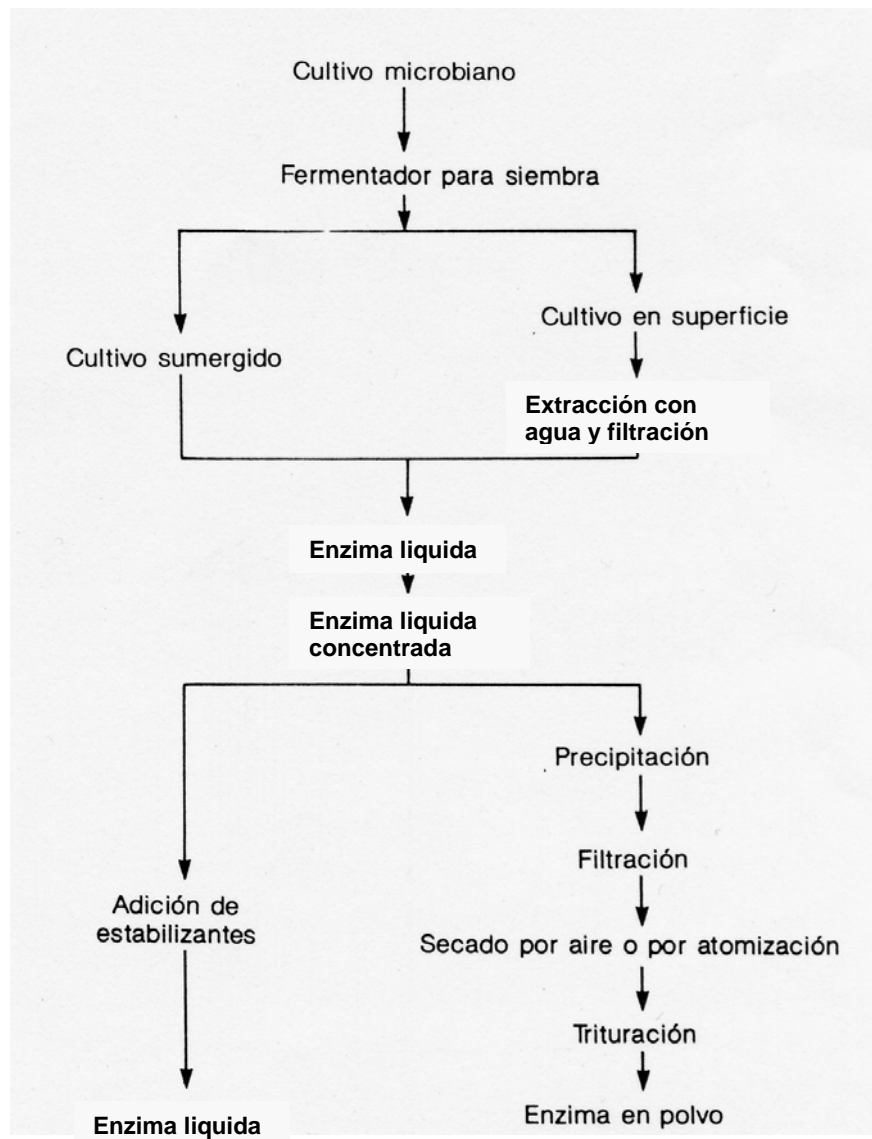 Cultivo microbiano
Fermentador para siembra
Cultivo en superficie
Cultivo sumergido
Extracción con
agua y filtración
Enzima liquida
Enzima liquida
concentrada
Precipitación
Filtración
Adición de
estabilizantes
Secado por aire o por atomización
Trituración
Enzima en polvo
Enzima liquida